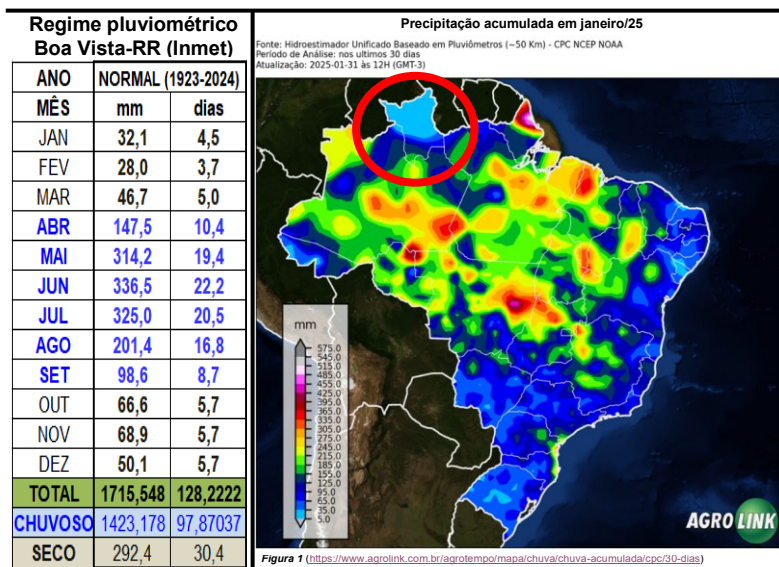 Regime pluviométrico
Boa Vista-RR (Inmet)
ANO NORMAL (1923-2024)
MÊS mm dias
JAN 32,1 4,5
FEV 28,0 3,7
MAR 46,7 5,0
ABR 147,5 10,4
MAI 314,2 19,4
JUN 336,5 22,2
JUL 325,0 20,5
AGO 201,4 16,8
SET 98,6 8,7
OUT 66,6 5,7
NOV 68,9 5,7
DEZ 50,1 5,7
TOTAL 1715,548 128,2222
CHUVOSO 1423,178 97,87037
SECO 292,4 30,4
Precipitação acumulada em janeiro/25
Fonte: Hidroestimador Unificado Baseado em Pluviômetros (~50 Km) - CPC NCEP NOAA
Período de Análise: nos ultimos 30 dias
Atualização: 2025-01-31 às 12H (GMT-3)
mm
575.0
545.0
515.0
485.0
455.0
425.0
395.0
365.0
335.0
305.0
275.0
245.0
215.0
185.0
155.0
125.0
95.0
65.0
35.0
5.0
AGROLINK
Figura 1 (https://www.agrolink.com.br/agrotempo/mapa/chuva/chuva-acumulada/cpc/30-dias)